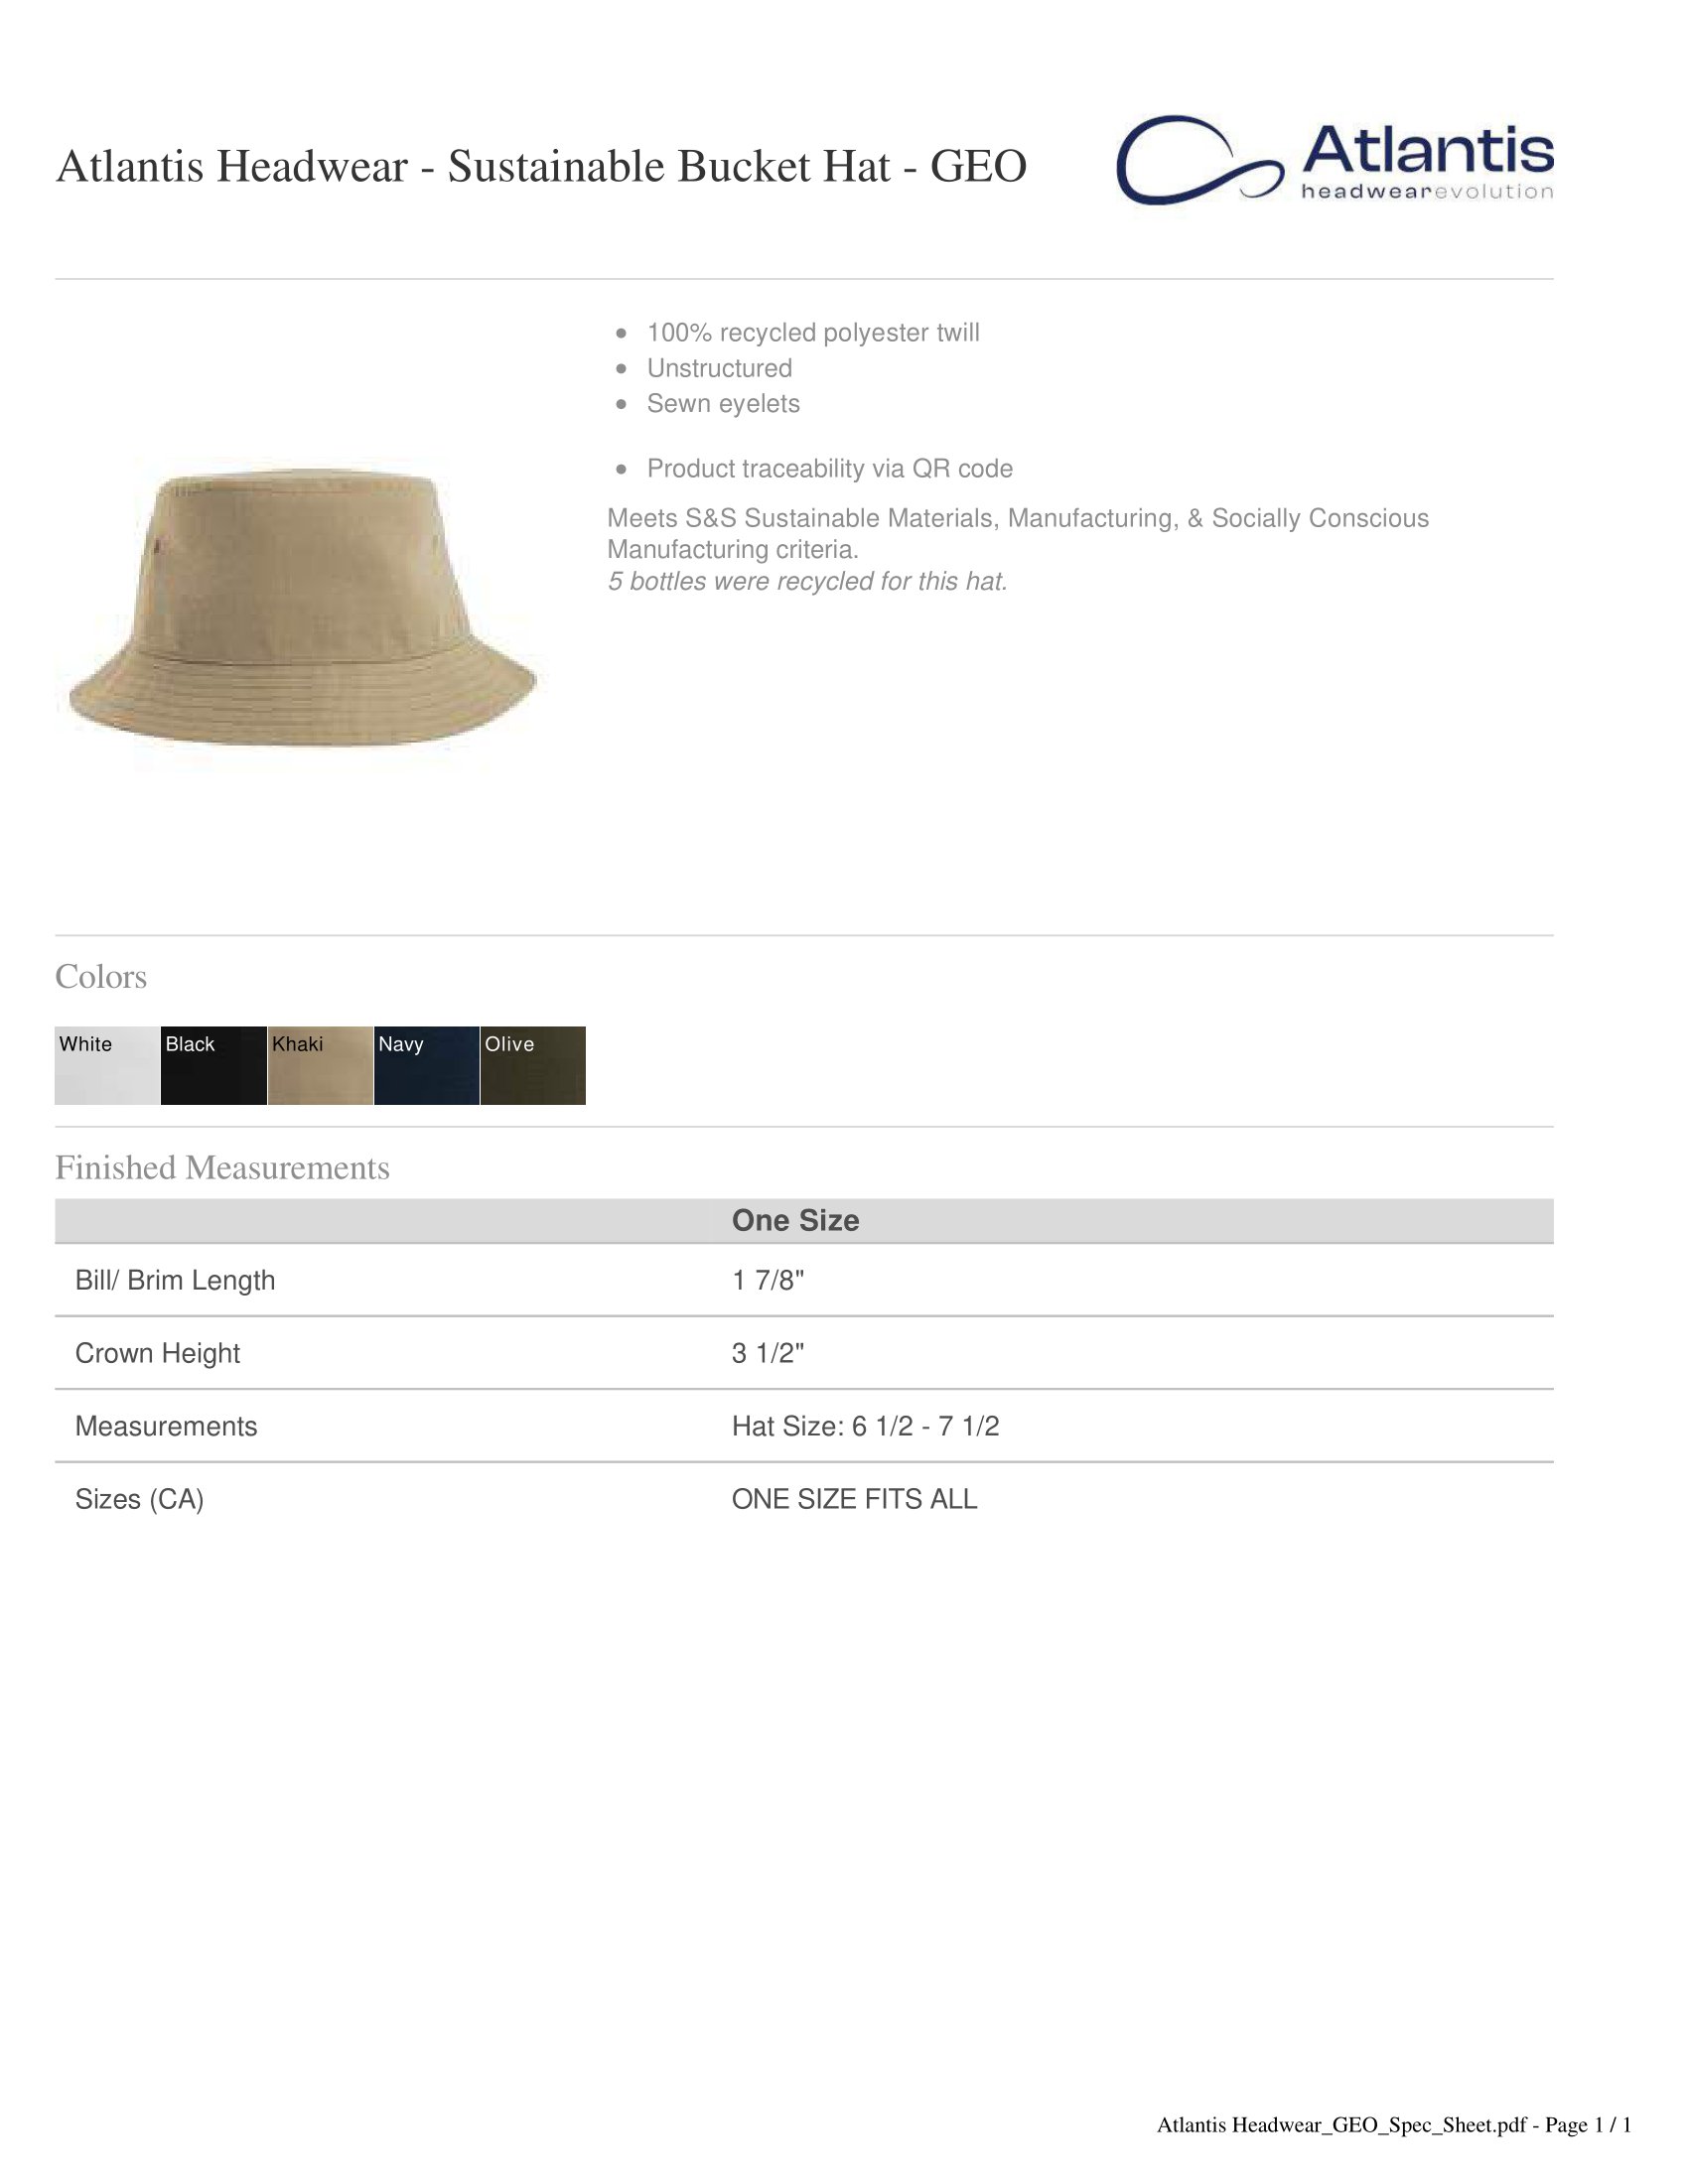 Atlantis Headwear - Sustainable Bucket Hat - GEO
Atlantis
headwearevolution
• 100% recycled polyester twill
• Unstructured
• Sewn eyelets
• Product traceability via QR code
Meets S&S Sustainable Materials, Manufacturing, & Socially Conscious
Manufacturing criteria.
5 bottles were recycled for this hat.
Colors
White Black Khaki Navy Olive
Finished Measurements
One Size
Bill/ Brim Length 1 7/8"
Crown Height 3 1/2"
Measurements Hat Size: 6 1/2 - 7 1/2
Sizes (CA) ONE SIZE FITS ALL
Atlantis Headwear_GEO_Spec_Sheet.pdf - Page 1 / 1